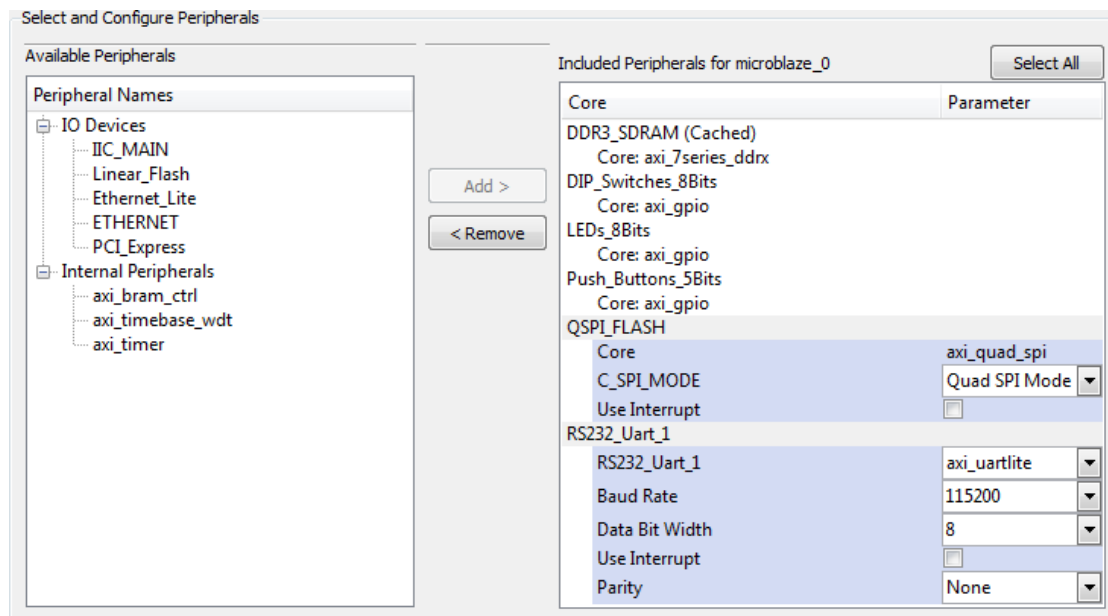 Select and Configure Peripherals
Available Peripherals
Peripheral Names
IO Devices
IIC_MAIN
Linear_Flash
Ethernet_Lite
ETHERNET
PCI_Express
Internal Peripherals
axi_bram_ctrl
axi_timebase_wdt
axi_timer
Add >
< Remove
Included Peripherals for microblaze_0
Select All
Core Parameter
DDR3_SDRAM (Cached)
Core: axi_7series_ddrx
DIP_Switches_8Bits
Core: axi_gpio
LEDs_8Bits
Core: axi_gpio
Push_Buttons_5Bits
Core: axi_gpio
QSPI_FLASH
Core axi_quad_spi
C_SPI_MODE Quad SPI Mode
Use Interrupt
RS232_Uart_1
RS232_Uart_1 axi_uartlite
Baud Rate 115200
Data Bit Width 8
Use Interrupt
Parity None